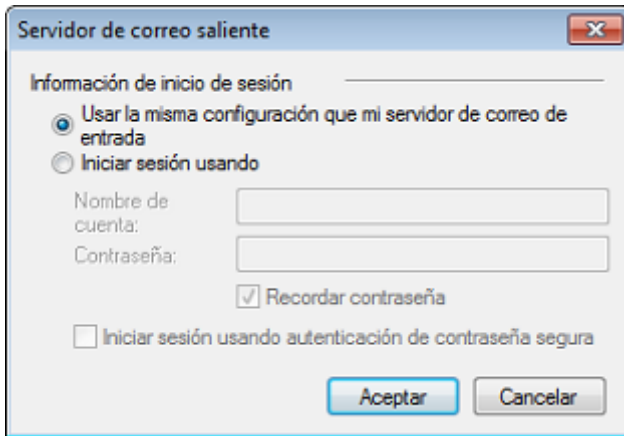 Servidor de correo saliente
Información de inicio de sesión
Usar la misma configuración que mi servidor de correo de
entrada
Iniciar sesión usando
Nombre de
cuenta:
Contraseña:
Recordar contraseña
Iniciar sesión usando autenticación de contraseña segura
Aceptar Cancelar